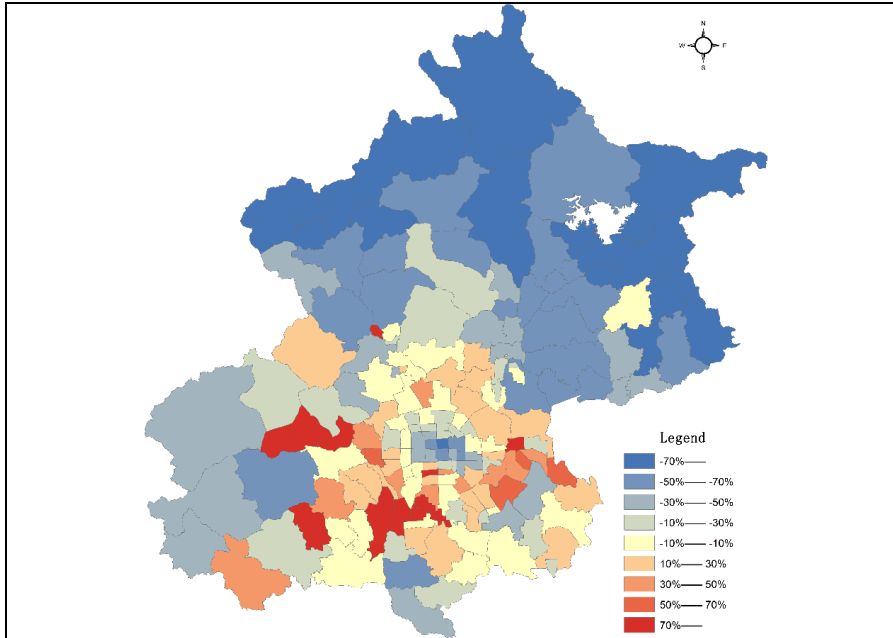 N
W E
S
Legend
-70%——
-50%—— -70%
-30%—— -50%
-10%—— -30%
-10%—— -10%
10%—— 30%
30%—— 50%
50%—— 70%
70%——